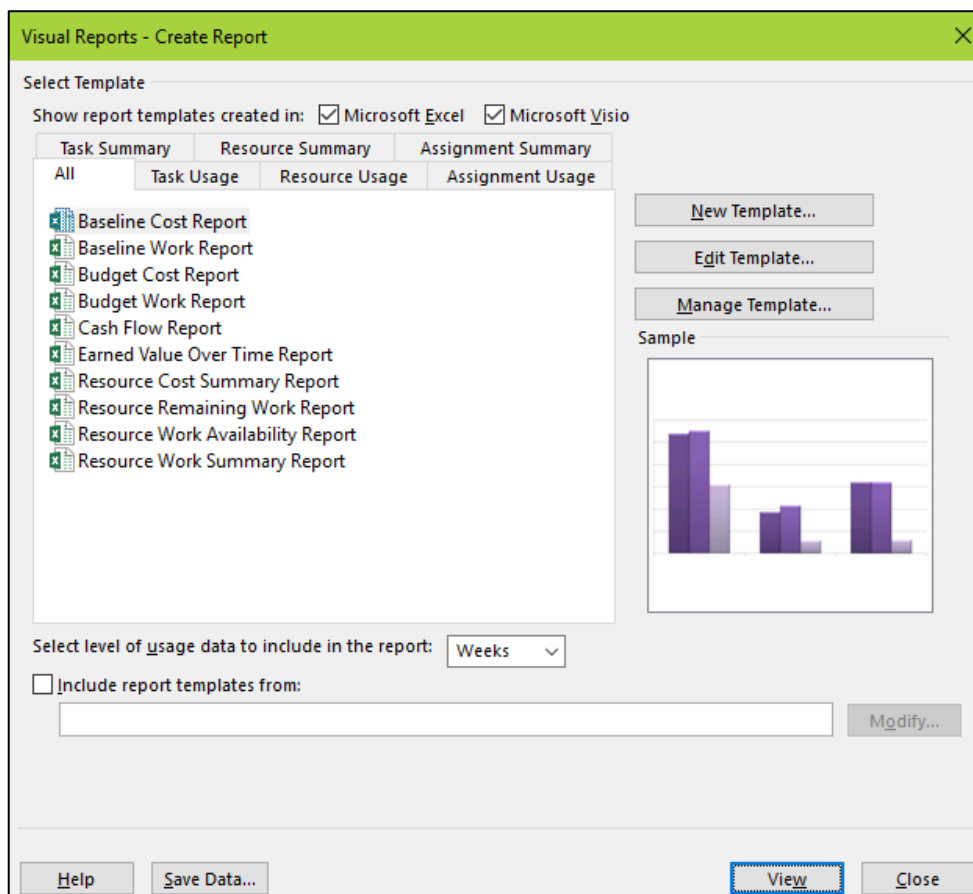 Visual Reports - Create Report
Select Template
Show report templates created in: Microsoft Excel Microsoft Visio
Task Summary Resource Summary Assignment Summary
All Task Usage Resource Usage Assignment Usage
Baseline Cost Report
Baseline Work Report
Budget Cost Report
Budget Work Report
Cash Flow Report
Earned Value Over Time Report
Resource Cost Summary Report
Resource Remaining Work Report
Resource Work Availability Report
Resource Work Summary Report
New Template...
Edit Template...
Manage Template...
Sample
Select level of usage data to include in the report: Weeks
Include report templates from:
Modify...
Help Save Data... View Close